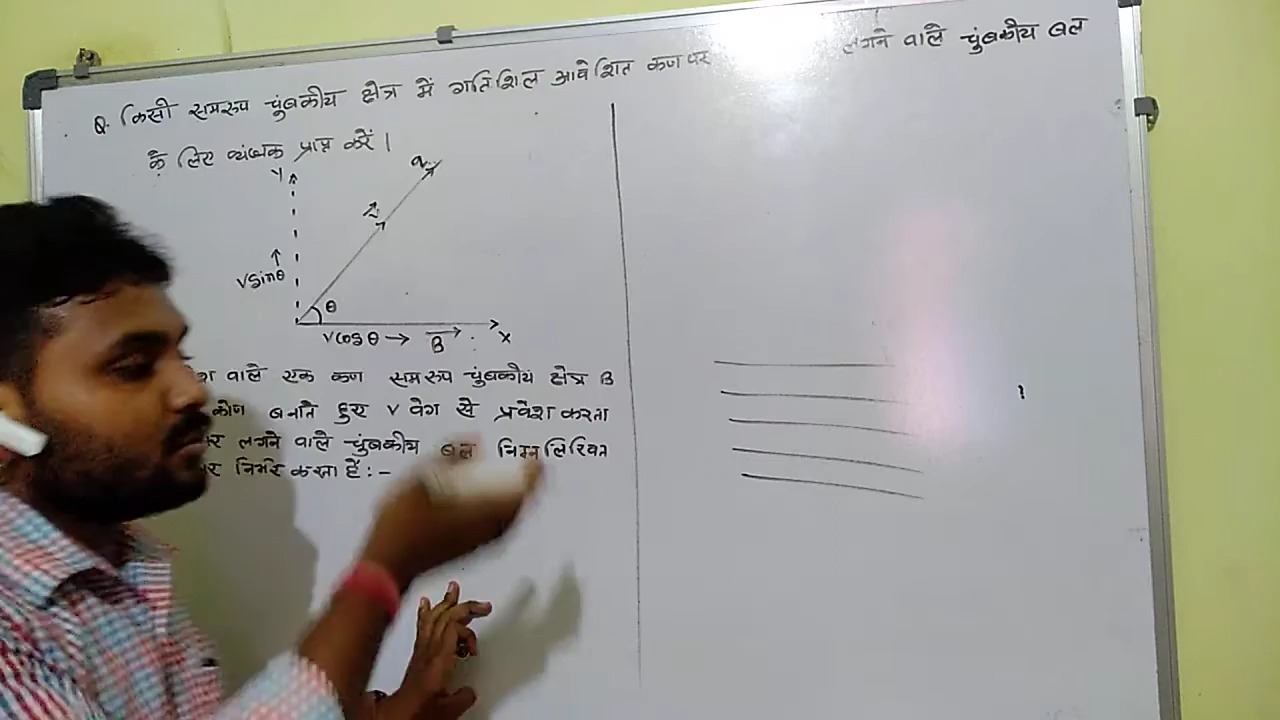 Q. किसी समरूप चुंबकीय क्षेत्र में गतिशिल आवेशित कण पर लगने वाले चुंबकीय बल
के लिए व्यंजक प्राप्त करें।
Y
q
V
Vsinθ
θ
Vcosθ → B X
वाले एक कण समरूप चुंबकीय क्षेत्र B
कोण बनाते हुए V वेग से प्रवेश करता
लगने वाले चुंबकीय बल निम्नलिखित
निर्भर करता हैं:-